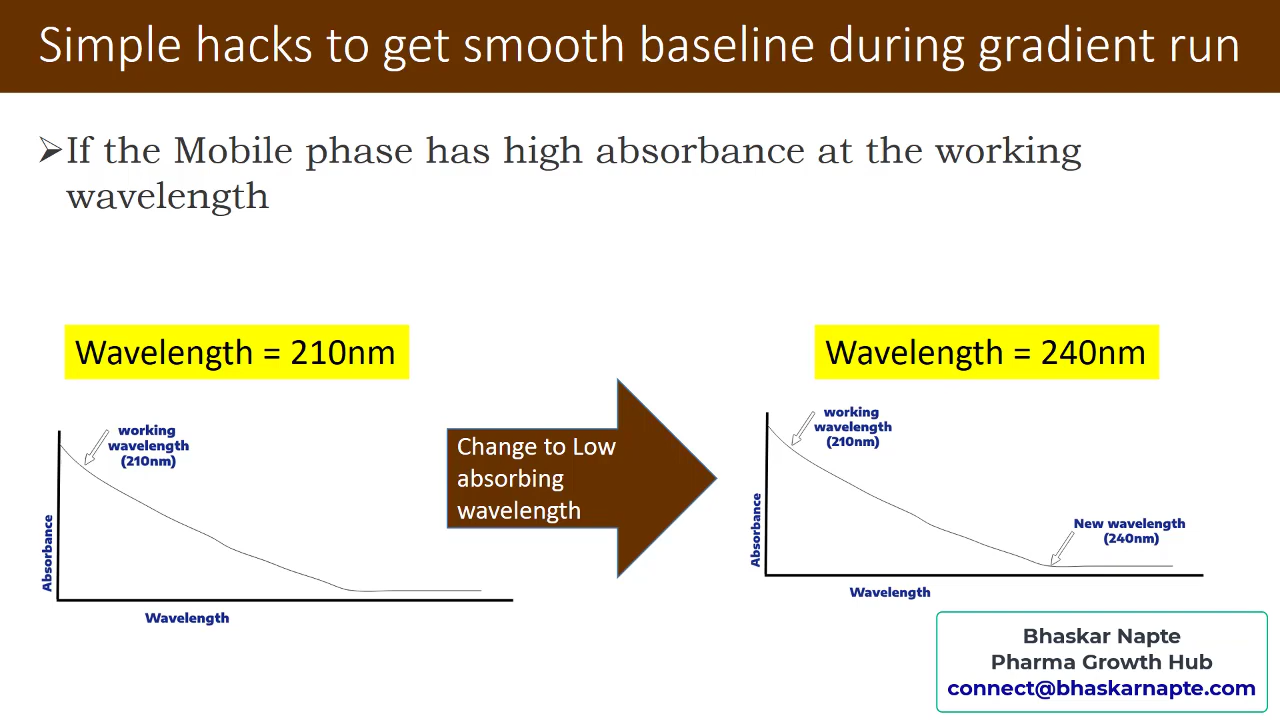 Simple hacks to get smooth baseline during gradient run
➢If the Mobile phase has high absorbance at the working
wavelength
Wavelength = 210nm
working
wavelength
(210nm)
Absorbance
Wavelength
Change to Low
absorbing
wavelength
Wavelength = 240nm
working
wavelength
(210nm)
New wavelength
(240nm)
Absorbance
Wavelength
Bhaskar Napte
Pharma Growth Hub
connect@bhaskarnapte.com